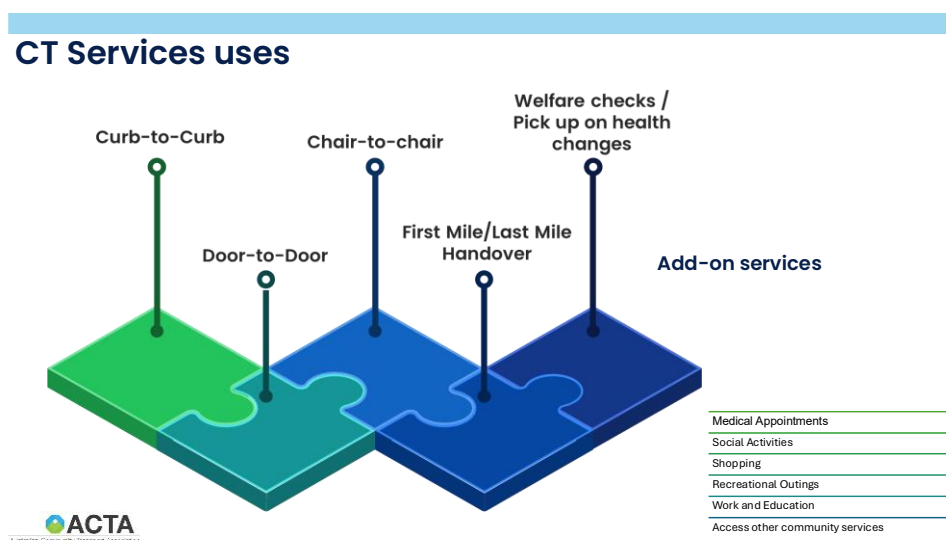 CT Services uses
Curb-to-Curb
Door-to-Door
Chair-to-chair
First Mile/Last Mile
Handover
Welfare checks /
Pick up on health
changes
Add-on services
Medical Appointments
Social Activities
Shopping
Recreational Outings
Work and Education
Access other community services
ACTA